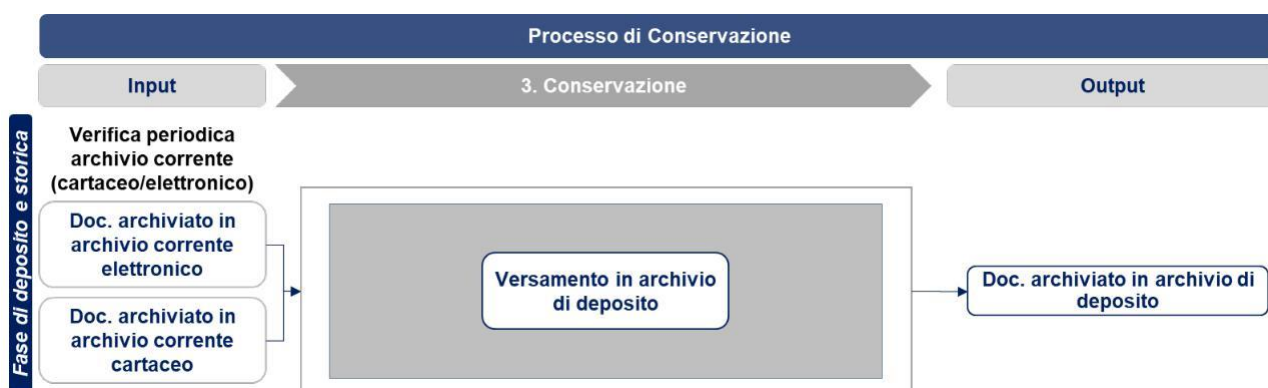 Processo di Conservazione
Input
3. Conservazione
Output
Fase di deposito e storica
Verifica periodica
archivio corrente
(cartaceo/elettronico)
Doc. archiviato in
archivio corrente
elettronico
Doc. archiviato in
archivio corrente
cartaceo
Versamento in archivio
di deposito
Doc. archiviato in archivio di
deposito